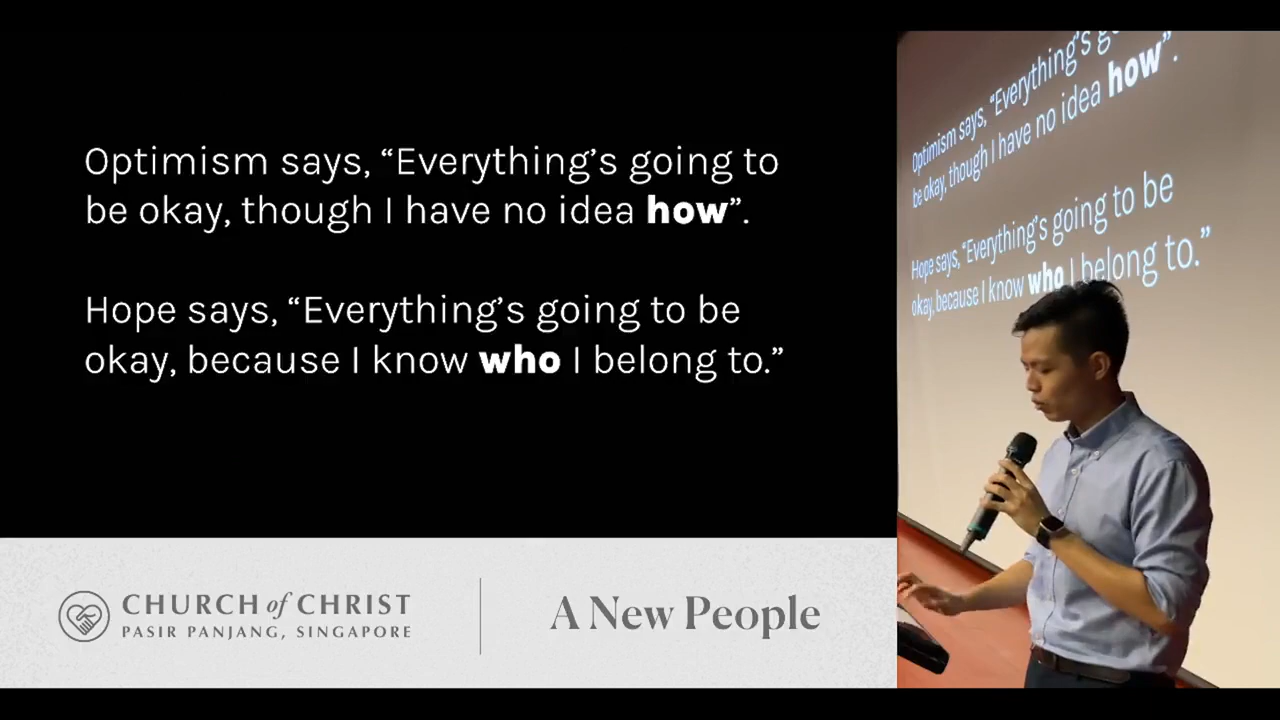 Optimism says, “Everything’s going to
be okay, though I have no idea how”.
Hope says, “Everything’s going to be
okay, because I know who I belong to.”
CHURCH of CHRIST
PASIR PANJANG, SINGAPORE
A New People
Optimism says, “Everything’s g
be okay, though I have no idea how”.
Hope says, “Everything’s going to be
okay, because I know who I belong to.”